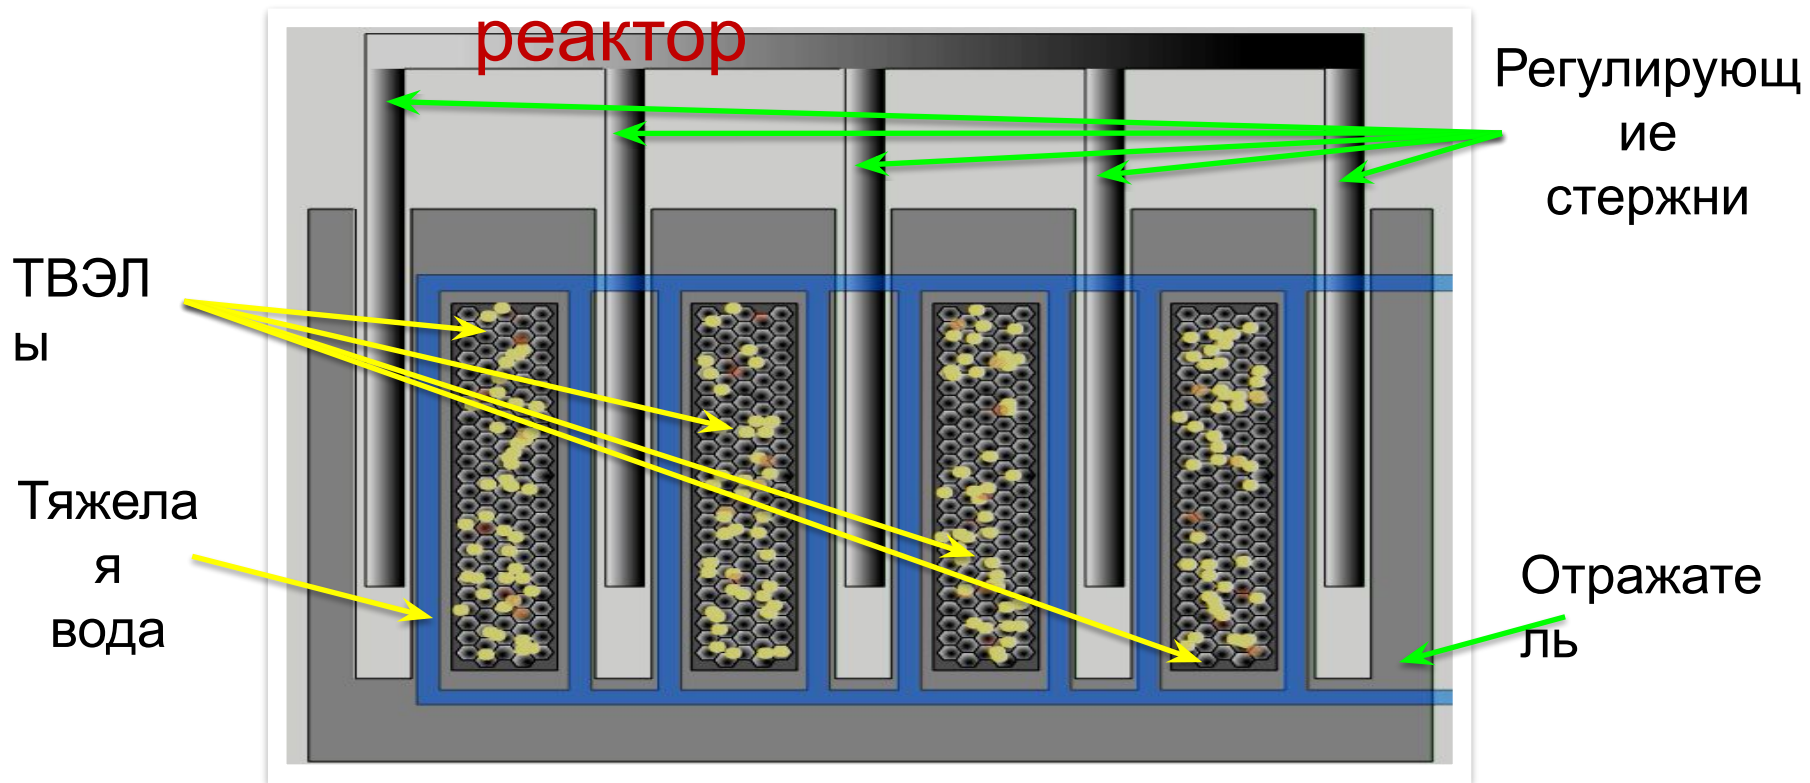 реактор
Регулирующ
ие
стержни
ТВЭЛ
ы
Тяжела
я
вода
Отражате
ль